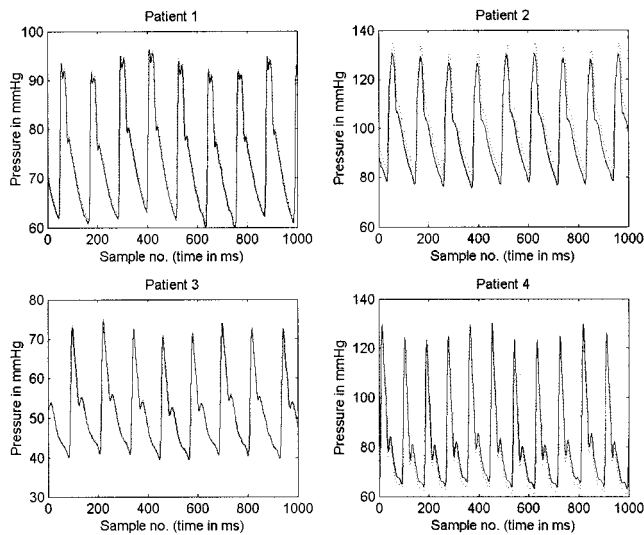 Patient 1
100
90
80
70
60
Pressure in mmHg
0 200 400 600 800 1000
Sample no. (time in ms)
Patient 2
140
120
100
80
60
Pressure in mmHg
0 200 400 600 800 1000
Sample no. (time in ms)
Patient 3
80
70
60
50
40
30
Pressure in mmHg
0 200 400 600 800 1000
Sample no. (time in ms)
Patient 4
140
120
100
80
60
Pressure in mmHg
0 200 400 600 800 1000
Sample no. (time in ms)